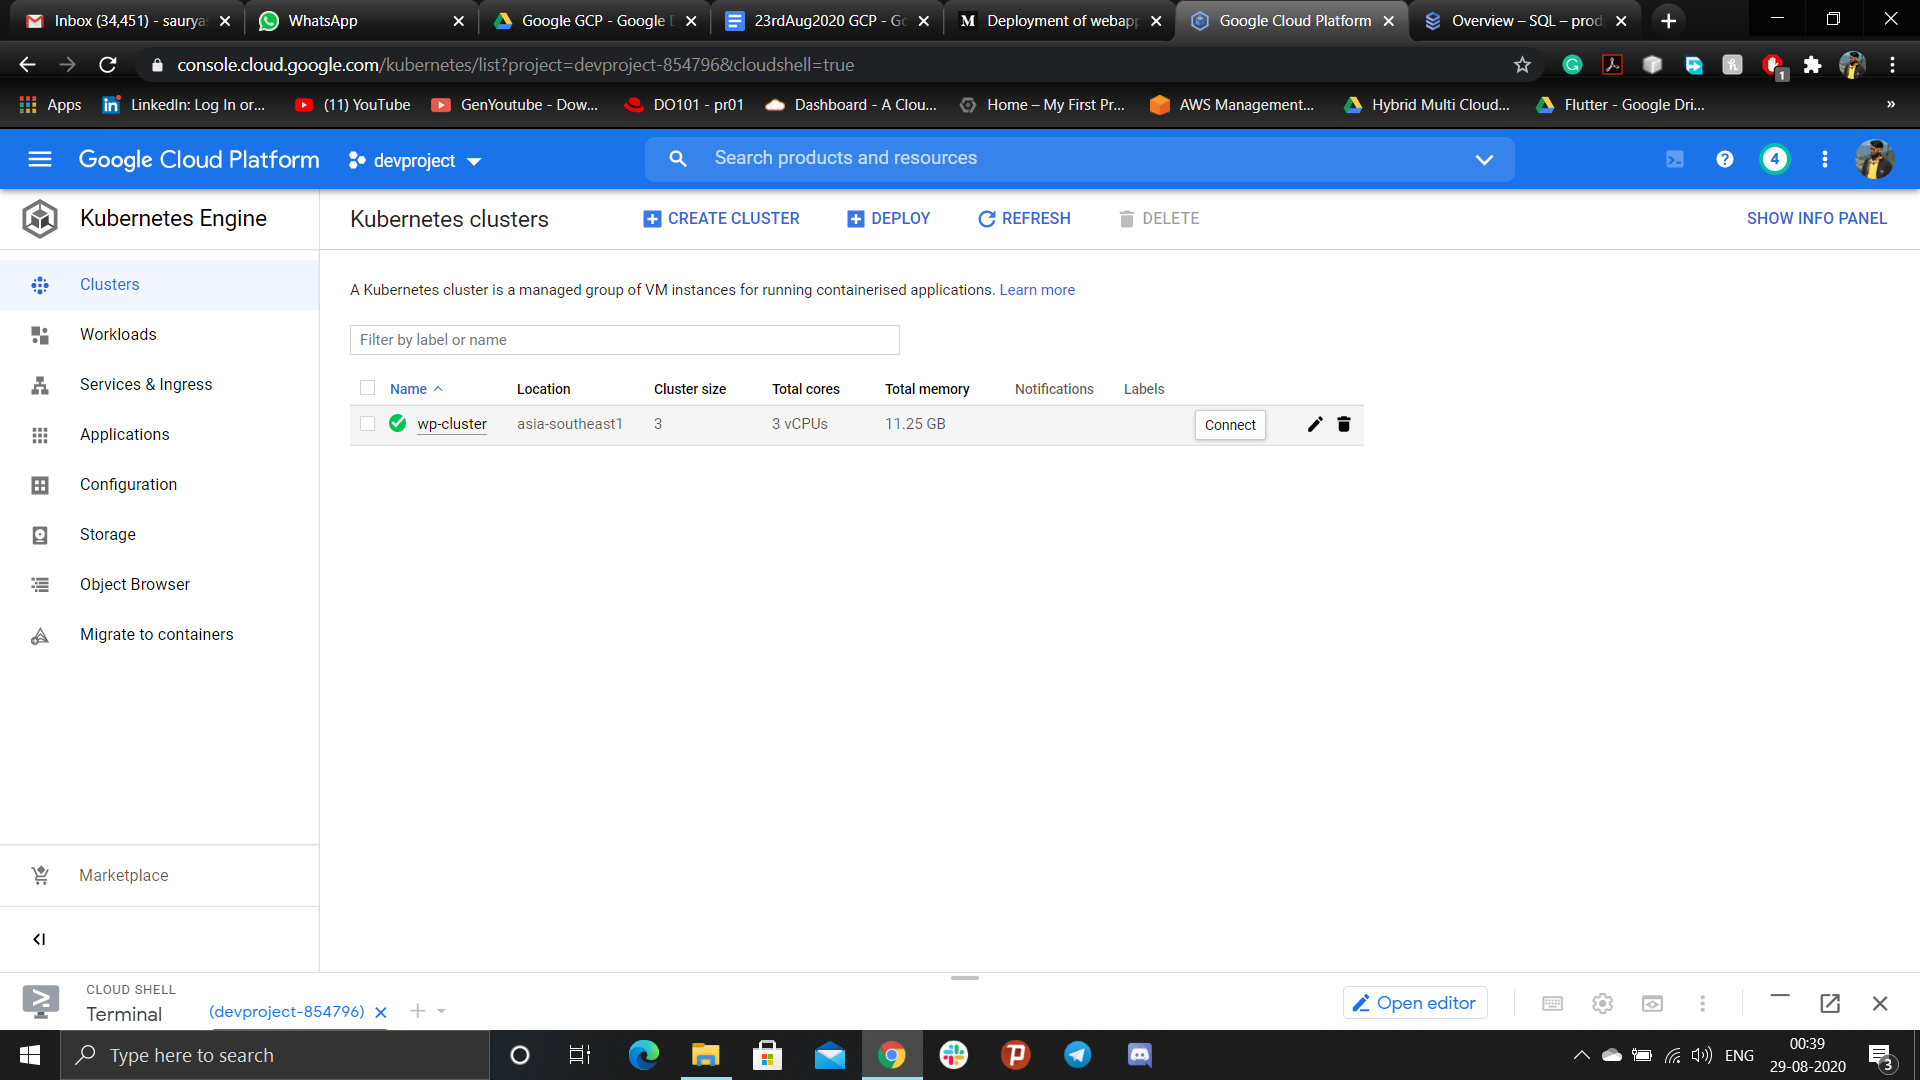 Inbox (34,451) - saurya
WhatsApp
Google GCP - Google D
23rdAug2020 GCP - Go
M Deployment of webapp
Google Cloud Platform
Overview – SQL – prod
console.cloud.google.com/kubernetes/list?project=devproject-854796&cloudshell=true
1
Apps
LinkedIn: Log In or...
(11) YouTube
GenYoutube - Dow...
DO101 - pr01
Dashboard - A Clou...
Home – My First Pr...
AWS Management...
Hybrid Multi Cloud...
Flutter - Google Dri...
»
Google Cloud Platform
devproject
Search products and resources
4
Kubernetes Engine
Kubernetes clusters
CREATE CLUSTER
DEPLOY
REFRESH
DELETE
SHOW INFO PANEL
Clusters
Workloads
Services & Ingress
Applications
Configuration
Storage
Object Browser
Migrate to containers
Marketplace
A Kubernetes cluster is a managed group of VM instances for running containerised applications. Learn more
Filter by label or name
Name Location Cluster size Total cores Total memory Notifications Labels
wp-cluster asia-southeast1 3 3 vCPUs 11.25 GB Connect
CLOUD SHELL
Terminal
(devproject-854796)
Open editor
Type here to search
ENG
00:39
29-08-2020
3